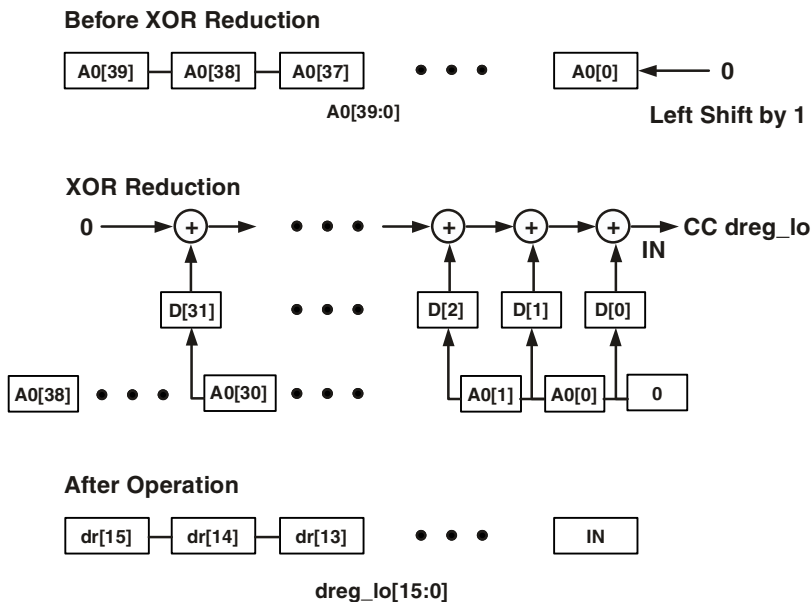 Before XOR Reduction
A0[39] A0[38] A0[37] A0[0] 0
A0[39:0]
Left Shift by 1
XOR Reduction
0 + + + + CC dreg_lo
IN
D[31] D[2] D[1] D[0]
A0[38] A0[30] A0[1] A0[0] 0
After Operation
dr[15] dr[14] dr[13] IN
dreg_lo[15:0]